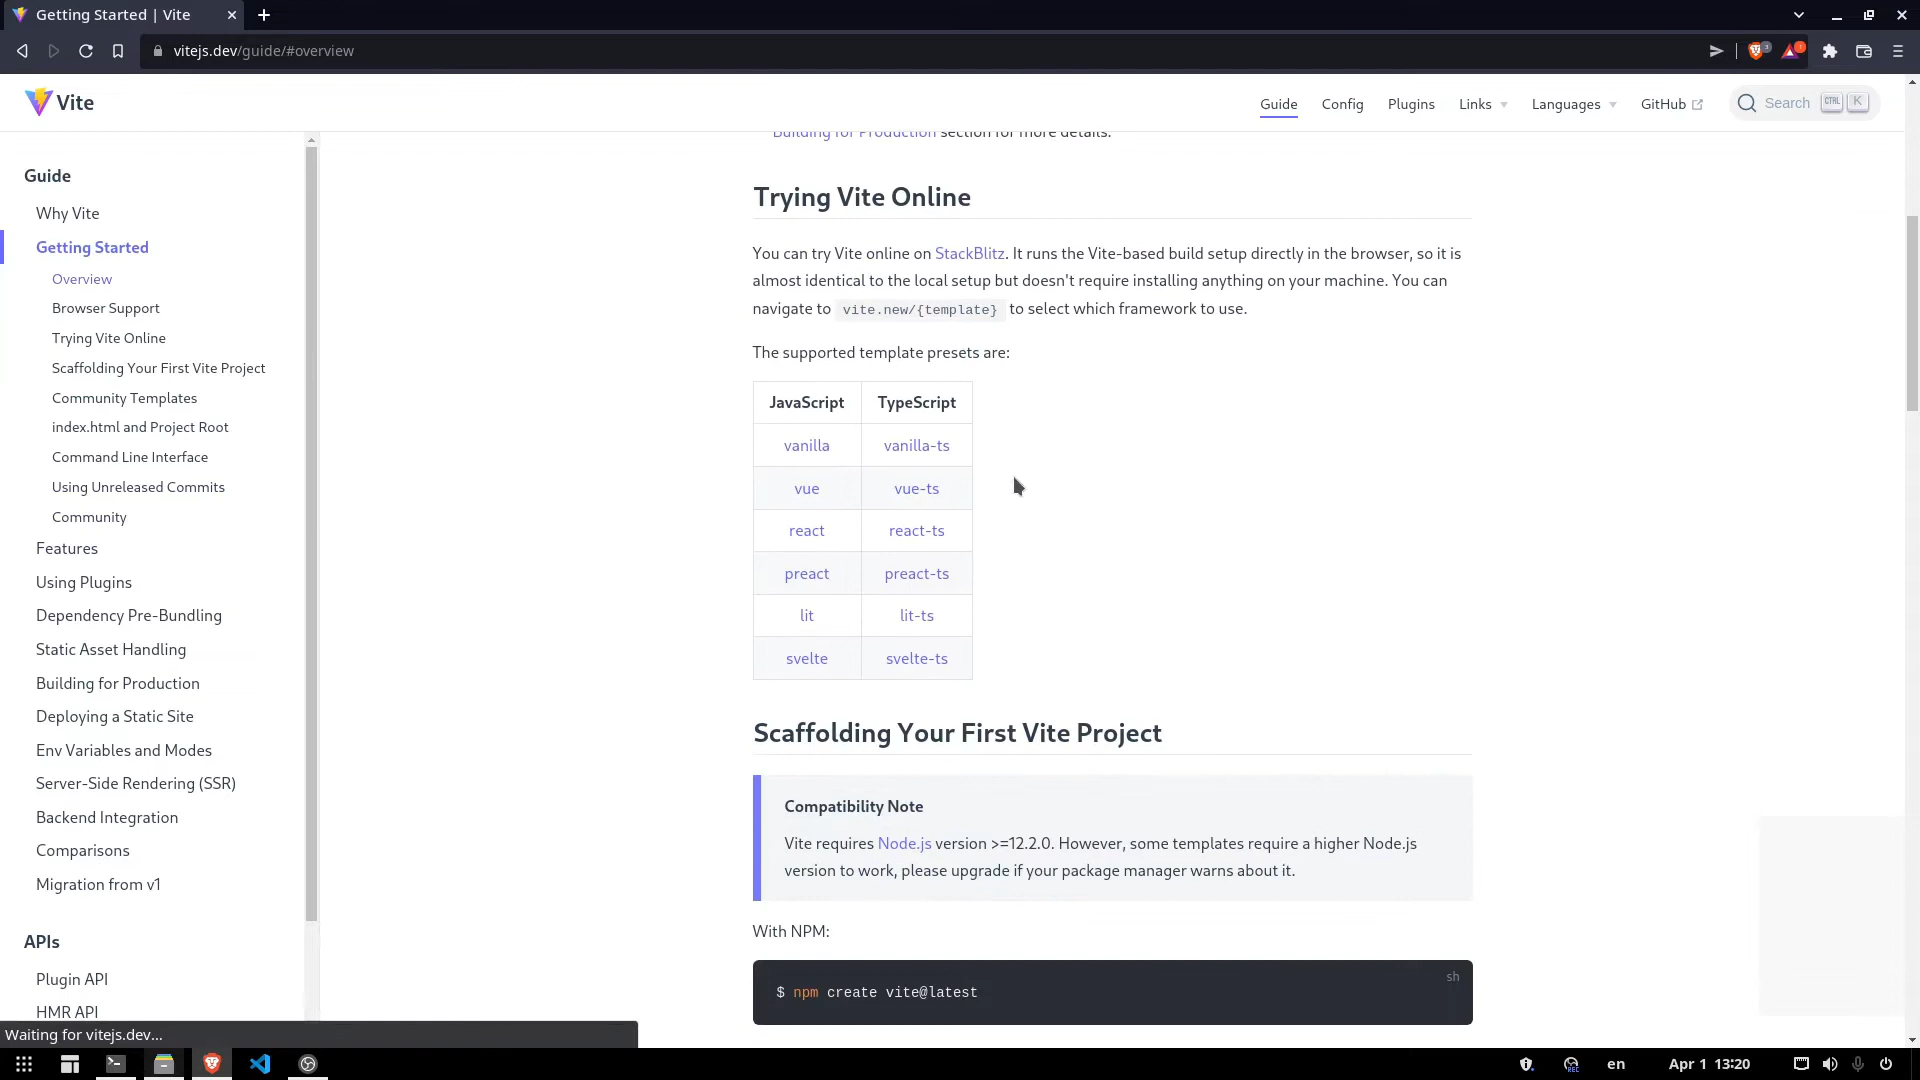 Getting Started | Vite
vitejs.dev/guide/#overview
3
1
Vite
Guide
Config
Plugins
Links
Languages
GitHub
Search
CTRL
K
Guide
Why Vite
Getting Started
Overview
Browser Support
Trying Vite Online
Scaffolding Your First Vite Project
Community Templates
index.html and Project Root
Command Line Interface
Using Unreleased Commits
Community
Features
Using Plugins
Dependency Pre-Bundling
Static Asset Handling
Building for Production
Deploying a Static Site
Env Variables and Modes
Server-Side Rendering (SSR)
Backend Integration
Comparisons
Migration from v1
APIs
Plugin API
HMR API
Building for Production section for more details.
Trying Vite Online
You can try Vite online on StackBlitz. It runs the Vite-based build setup directly in the browser, so it is
almost identical to the local setup but doesn't require installing anything on your machine. You can
navigate to vite.new/{template} to select which framework to use.
The supported template presets are:
JavaScript TypeScript
vanilla vanilla-ts
vue vue-ts
react react-ts
preact preact-ts
lit lit-ts
svelte svelte-ts
Scaffolding Your First Vite Project
Compatibility Note
Vite requires Node.js version >=12.2.0. However, some templates require a higher Node.js
version to work, please upgrade if your package manager warns about it.
With NPM:
sh
$ npm create vite@latest
Waiting for vitejs.dev...
REC
en
Apr 1 13:20